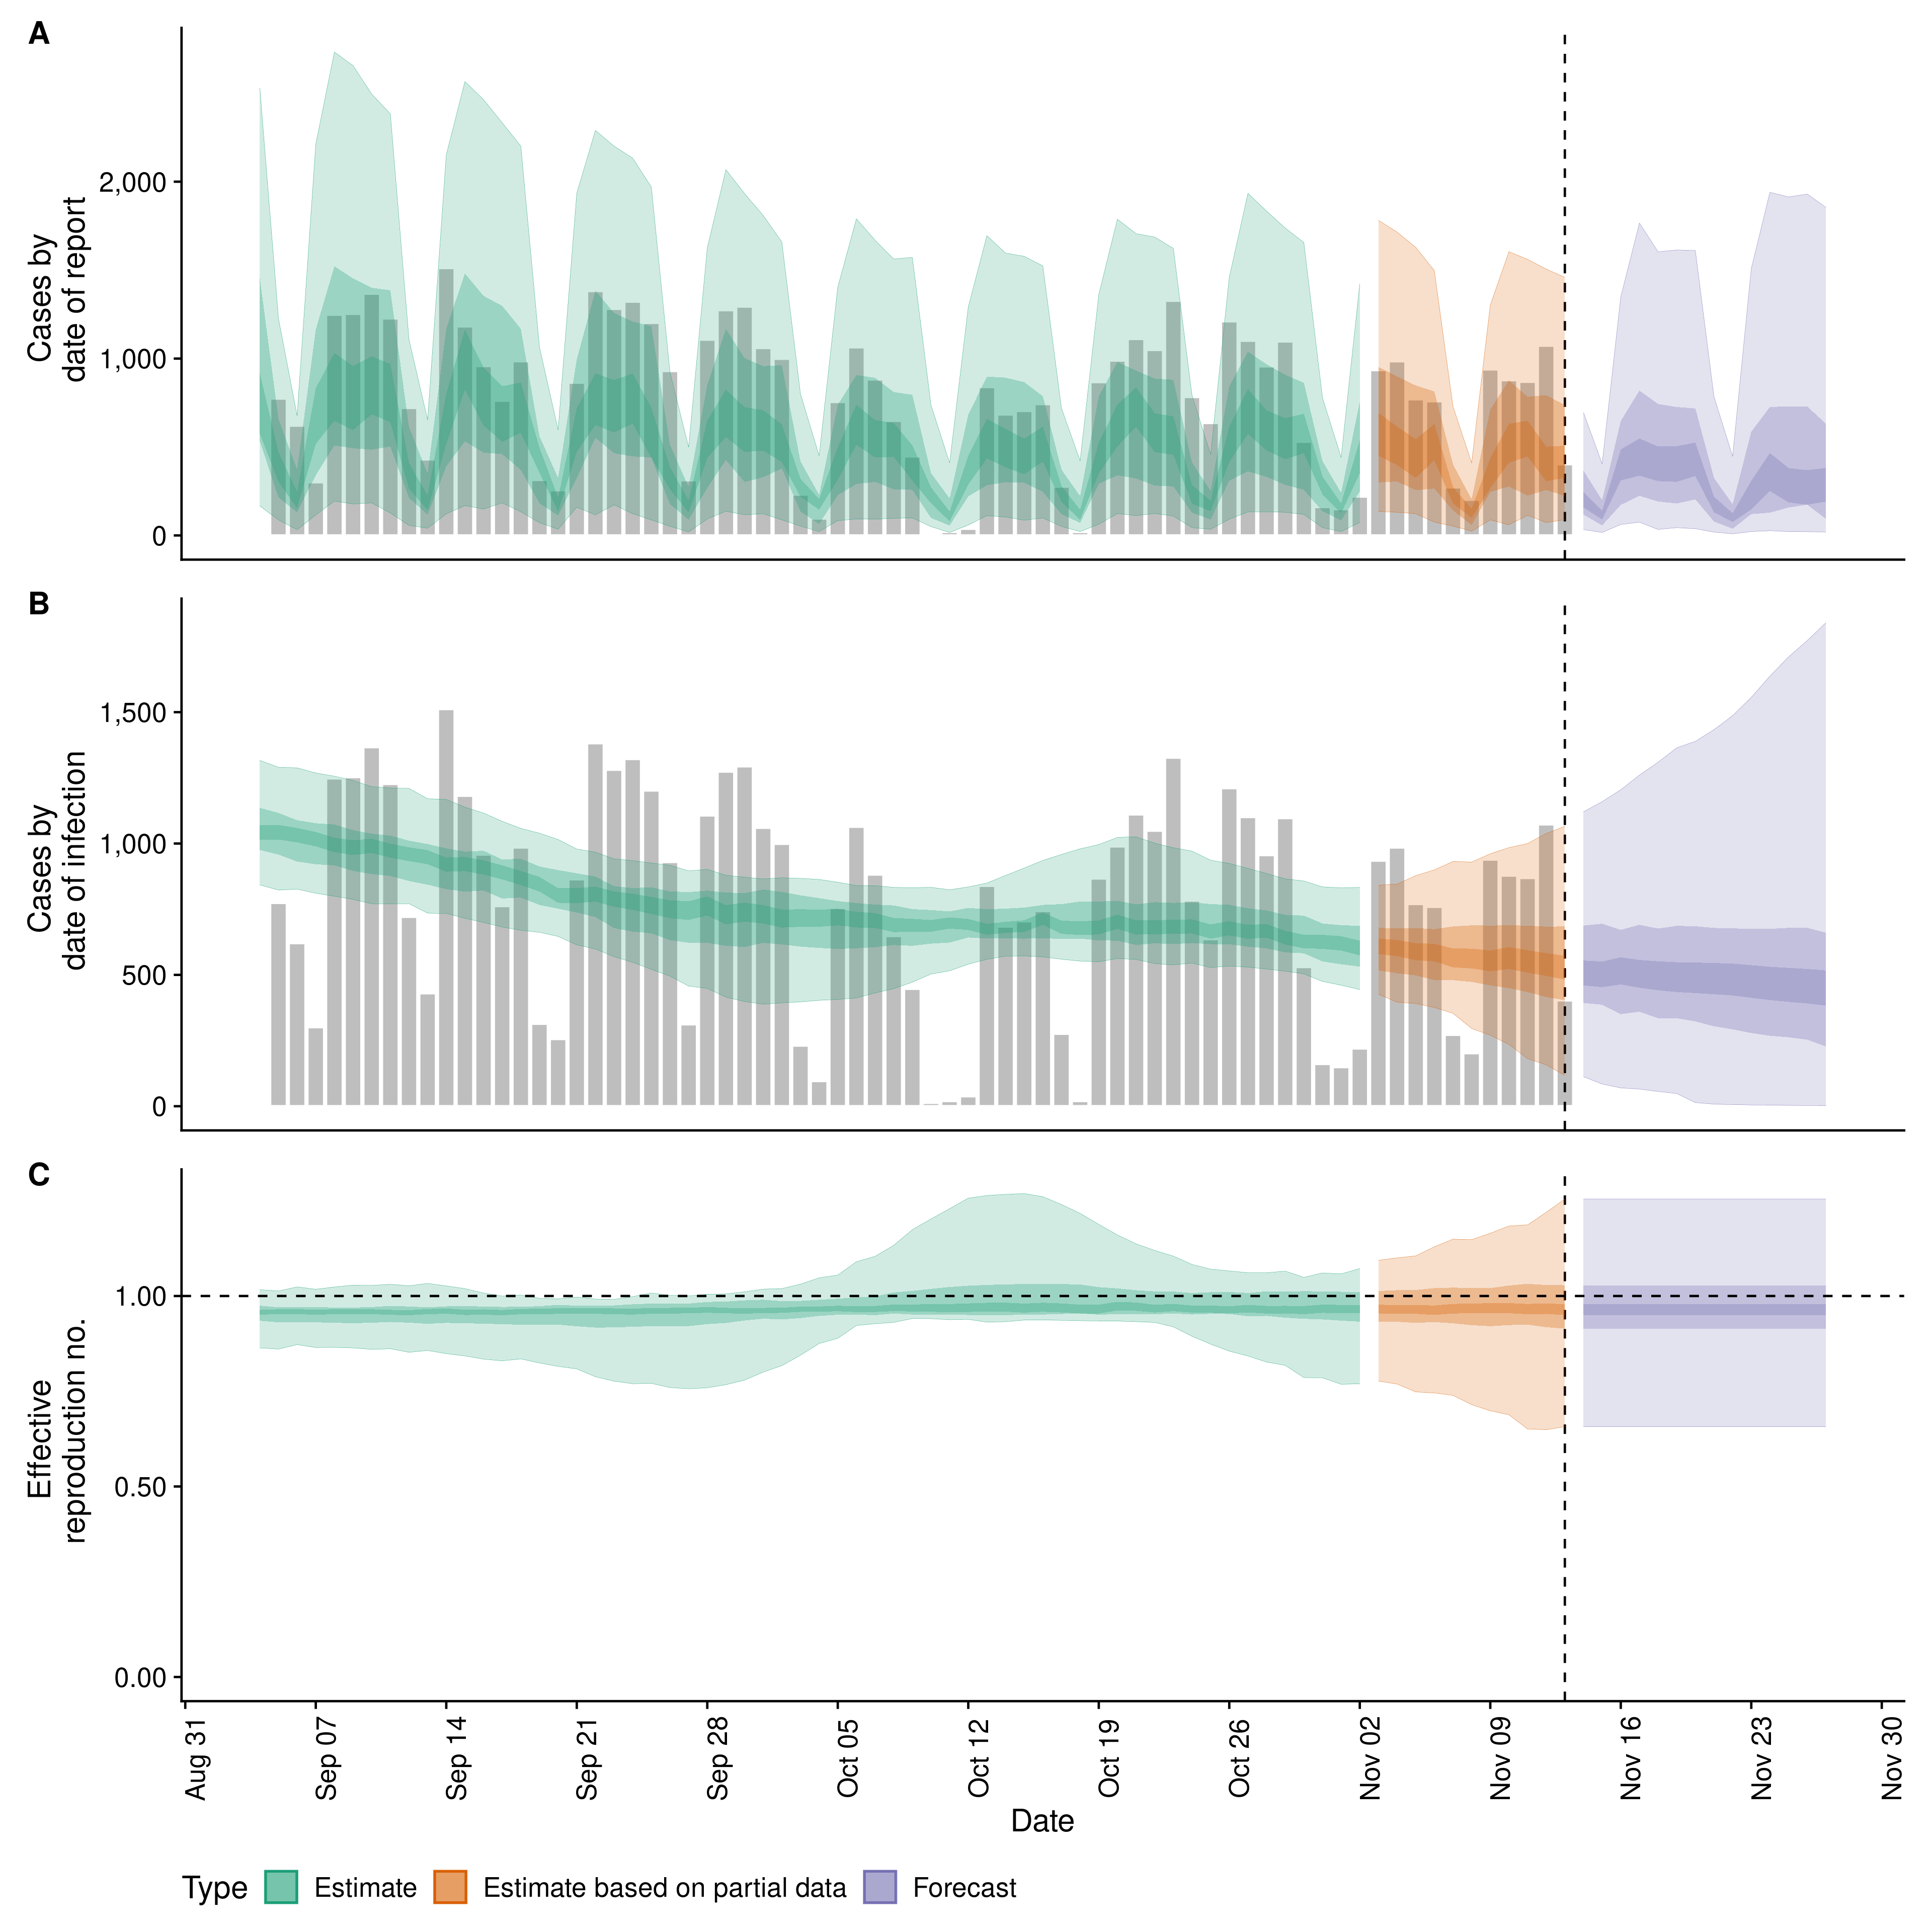 A
Cases by
date of report
2,000
1,000
0
B
Cases by
date of infection
1,500
1,000
500
0
C
Effective
reproduction no.
1.00
0.50
0.00
Aug 31
Sep 07
Sep 14
Sep 21
Sep 28
Oct 05
Oct 12
Oct 19
Oct 26
Nov 02
Nov 09
Nov 16
Nov 23
Nov 30
Date
Type
Estimate
Estimate based on partial data
Forecast